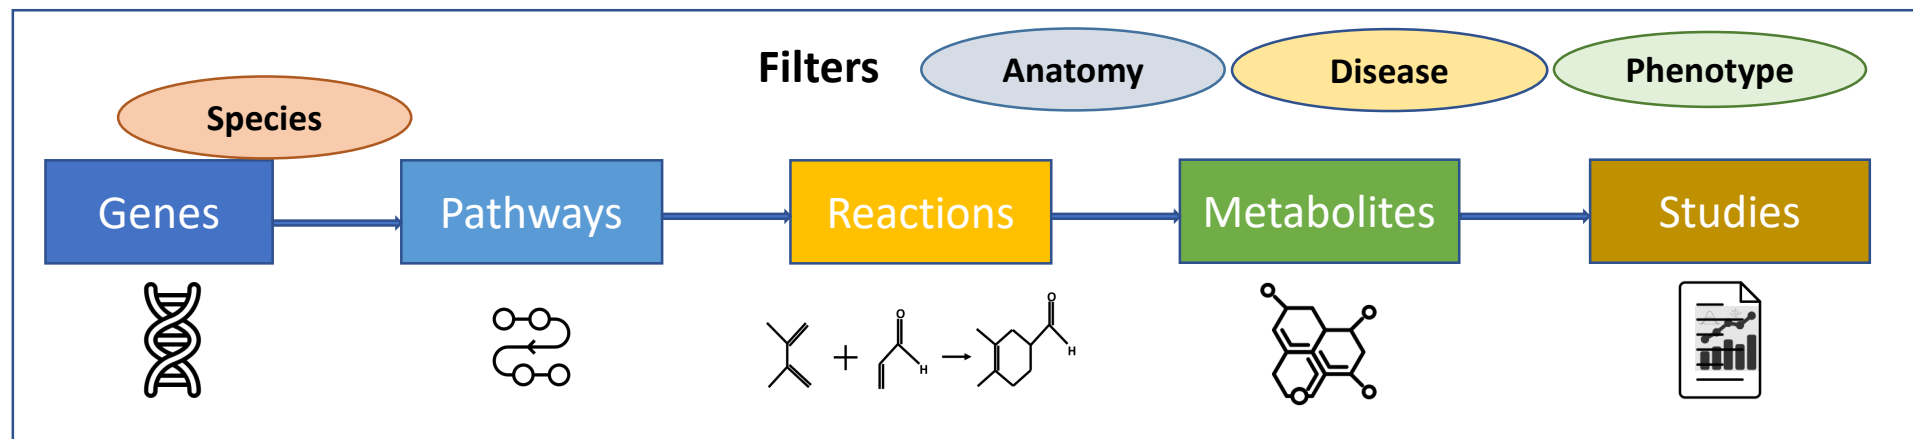 Filters
Anatomy
Disease
Phenotype
Species
Genes
Pathways
Reactions
Metabolites
Studies
O
H
O
H